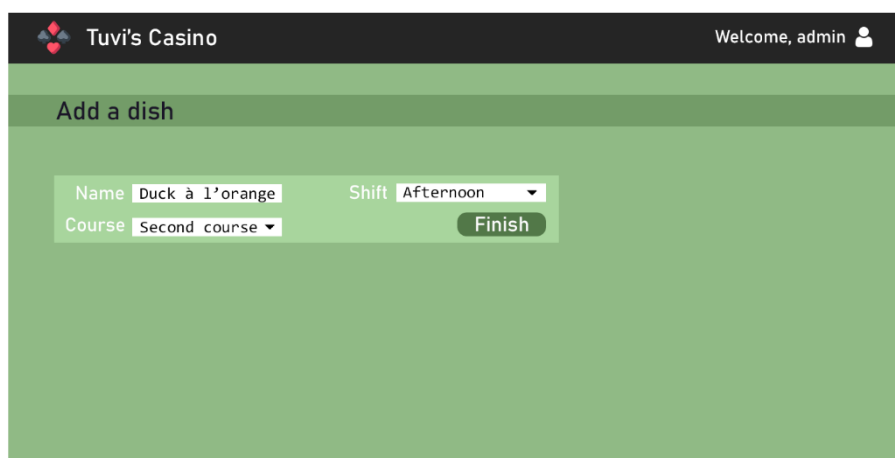 Tuvi's Casino
Welcome, admin
Add a dish
Name Duck à l’orange
Shift Afternoon
Course Second course
Finish